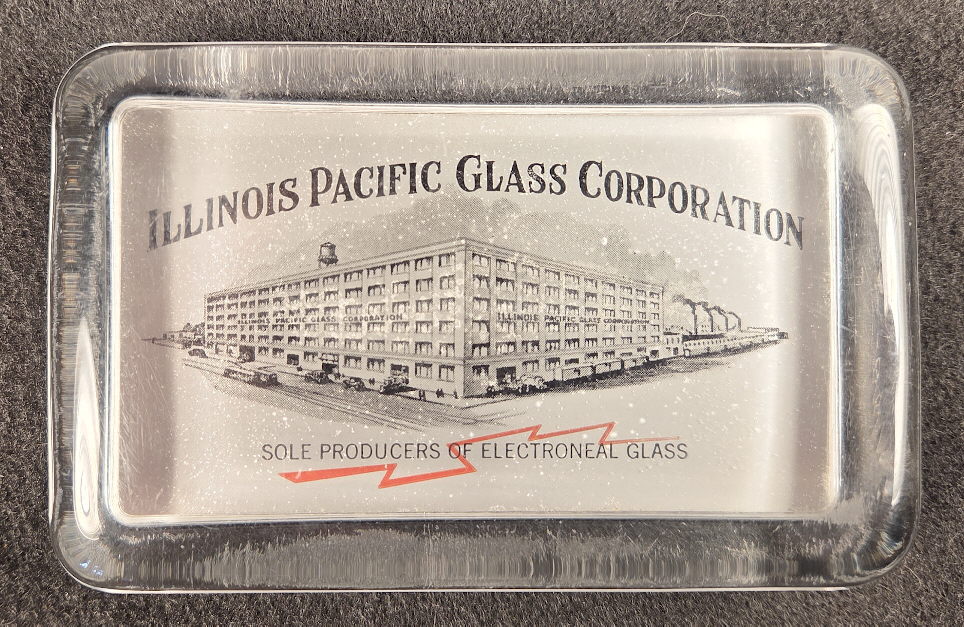 ILLINOIS PACIFIC GLASS CORPORATION
ILLINOIS PACIFIC GLASS CORPORATION
ILLINOIS PACIFIC GLASS CORPORATION
SOLE PRODUCERS OF ELECTRONEAL GLASS